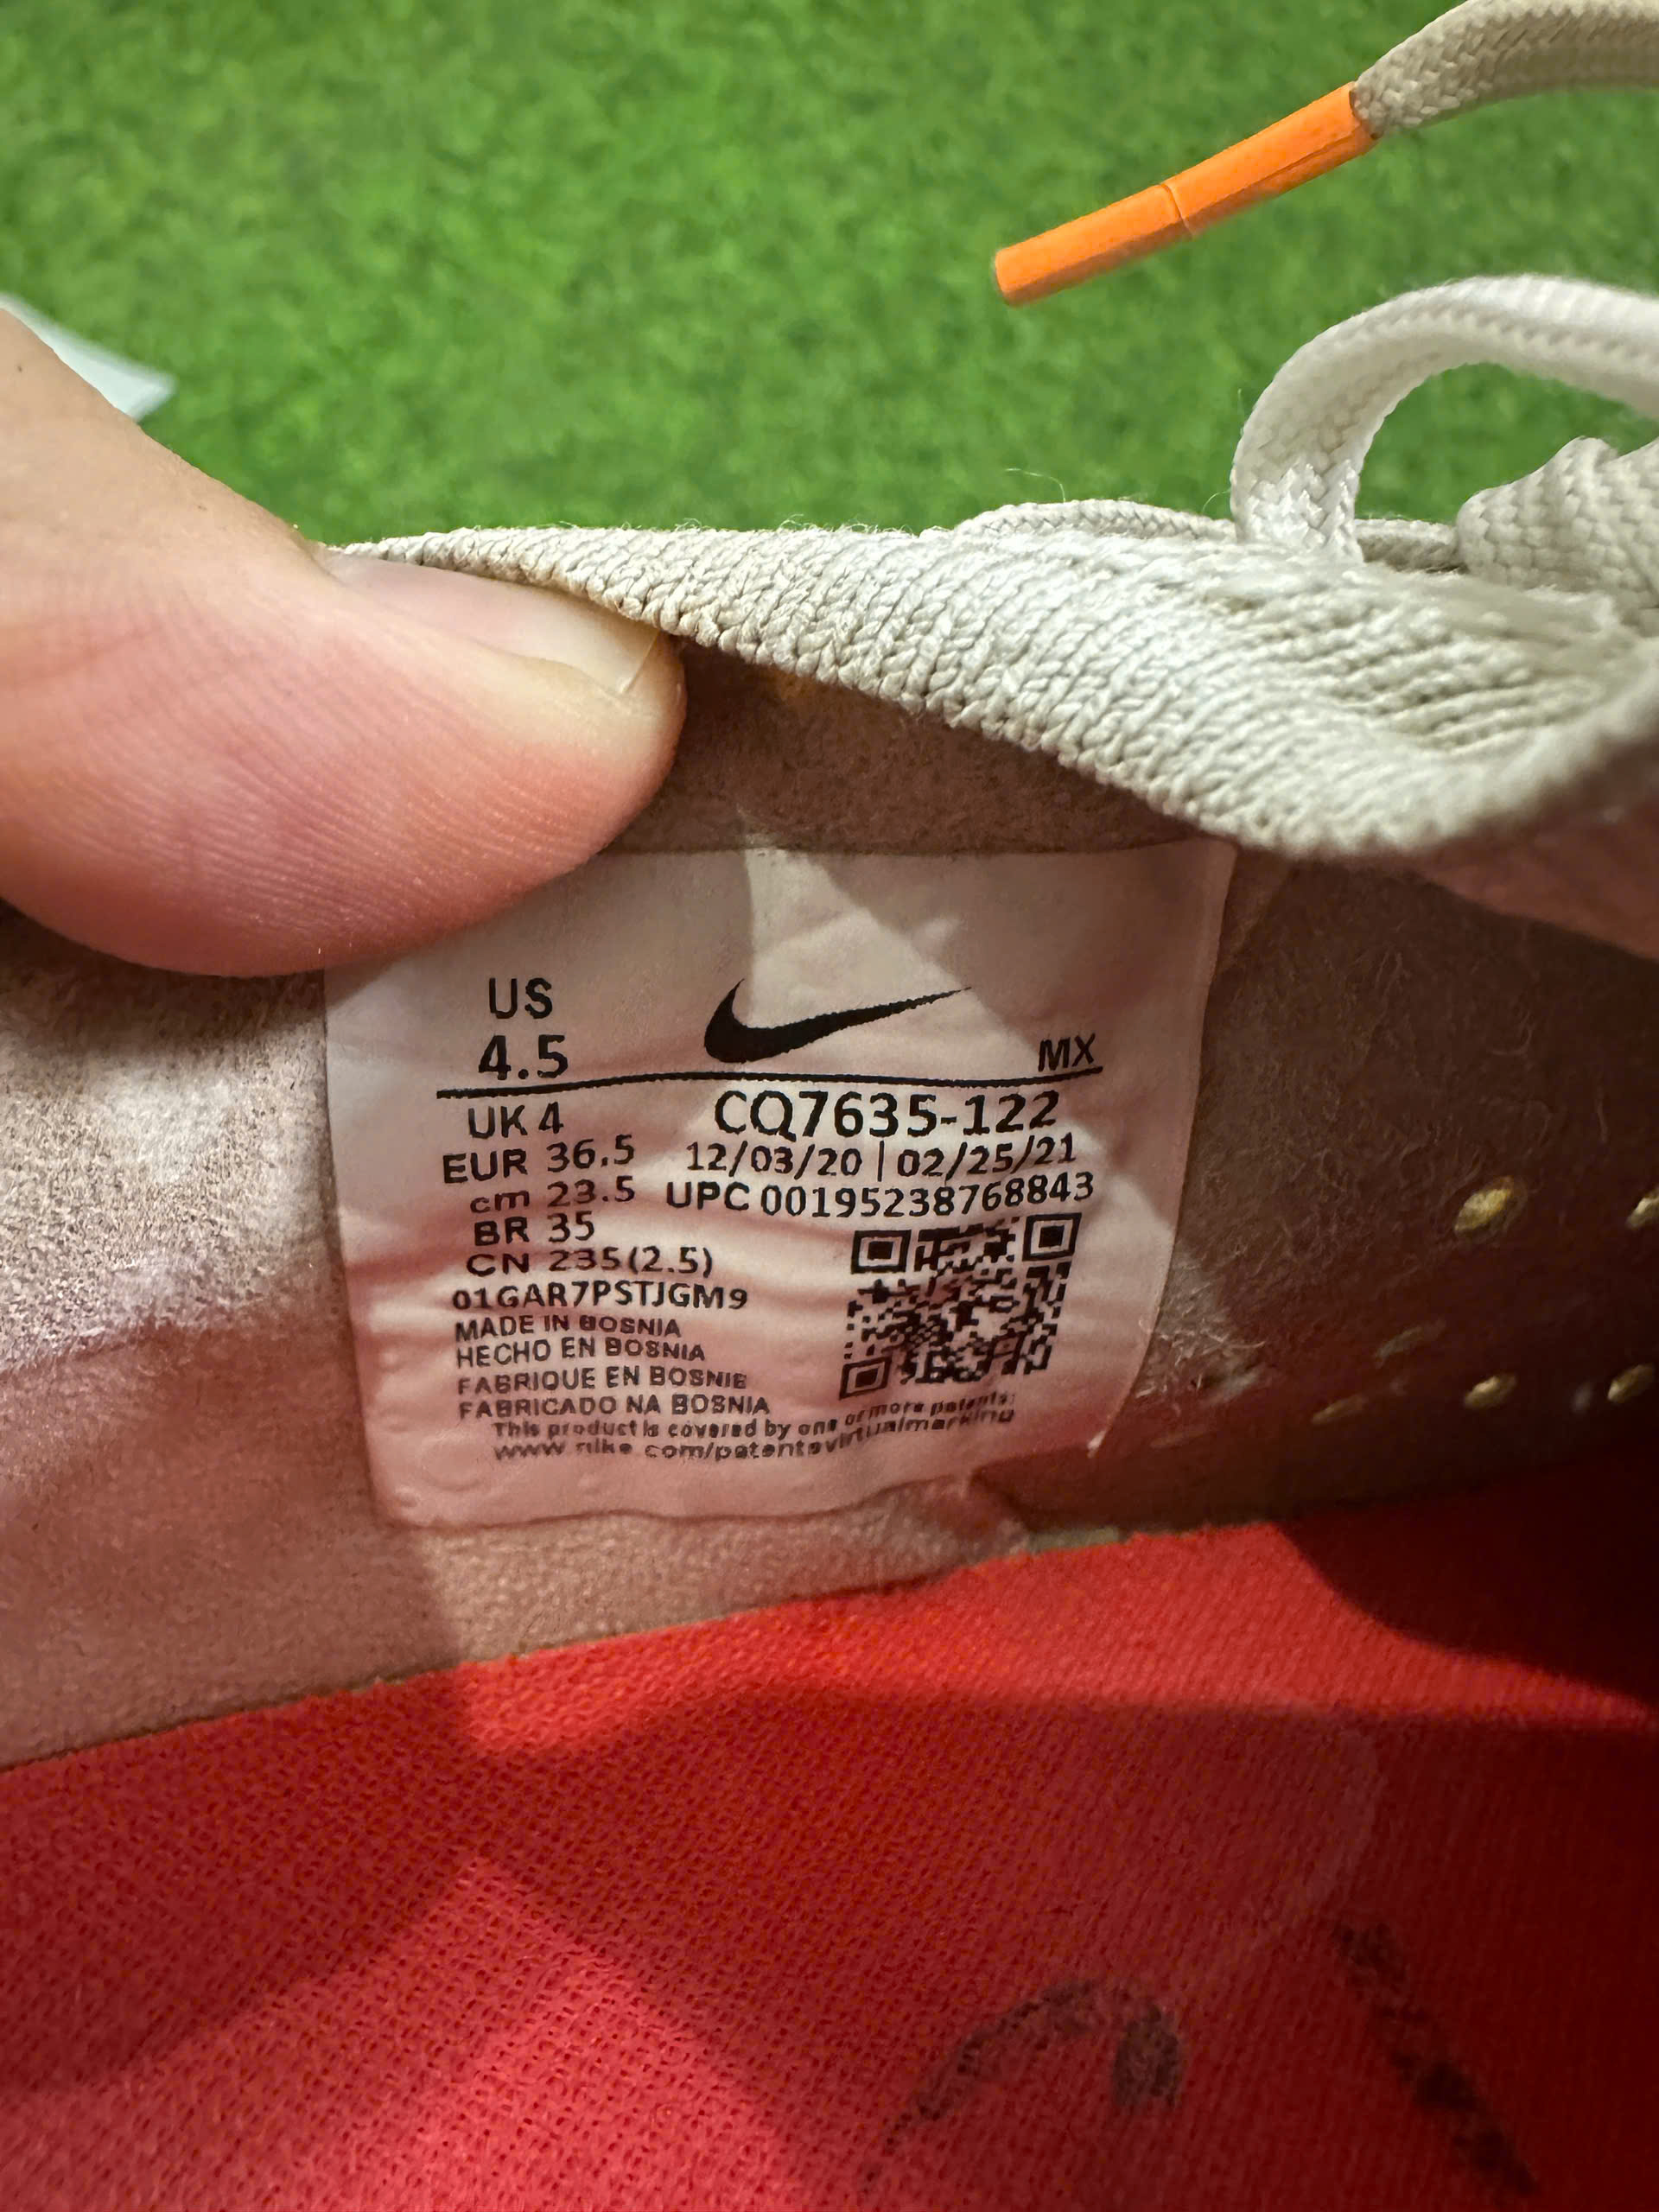 US
4.5
MX
UK 4
CQ7635-122
EUR 36.5
12/03/20 | 02/25/21
cm 23.5
UPC 00195238768843
BR 35
CN 235(2.5)
01GAR7PSTJGM9
MADE IN BOSNIA
HECHO EN BOSNIA
FABRIQUE EN BOSNIE
FABRICADO NA BOSNIA
This product is covered by one or more patents:
www.nike.com/patentsvirtualmarking